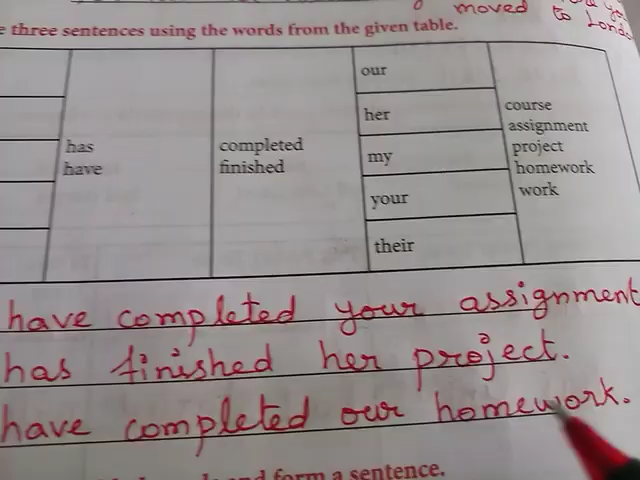 moved
to
three sentences using the words from the given table.
our
her
course
assignment
has completed my project
have finished homework
your work
their
have completed your assignment
has finished her project.
have completed our homework.
form a sentence.